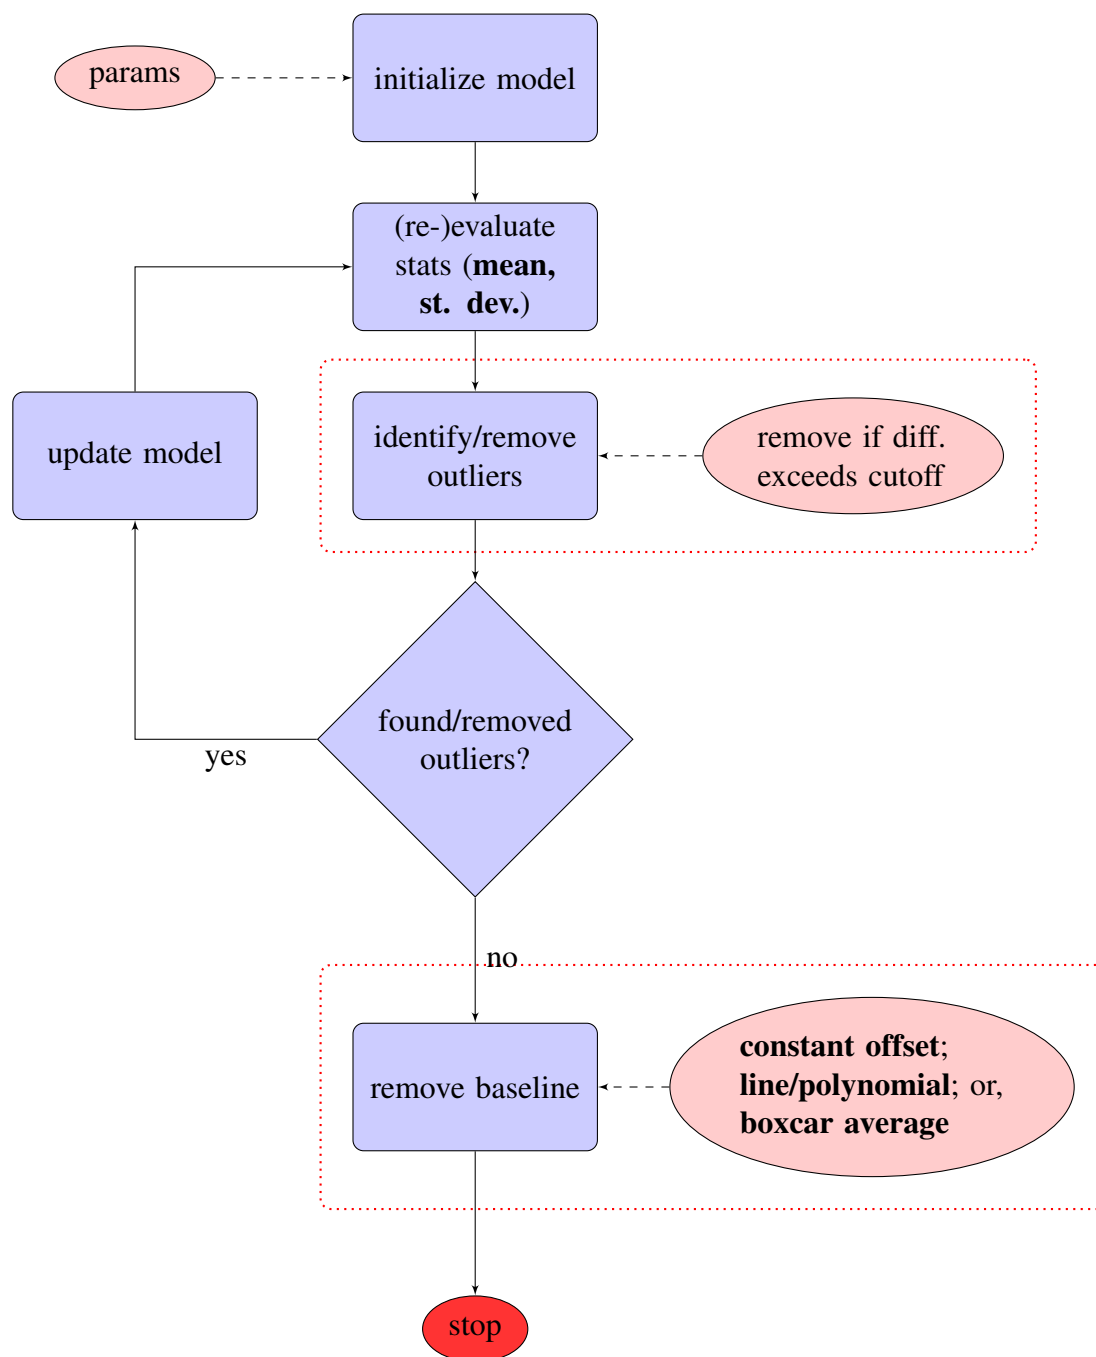 params
initialize model
(re-)evaluate
stats (mean,
st. dev.)
update model
identify/remove
outliers
remove if diff.
exceeds cutoff
found/removed
outliers?
yes
no
remove baseline
constant offset;
line/polynomial; or,
boxcar average
stop